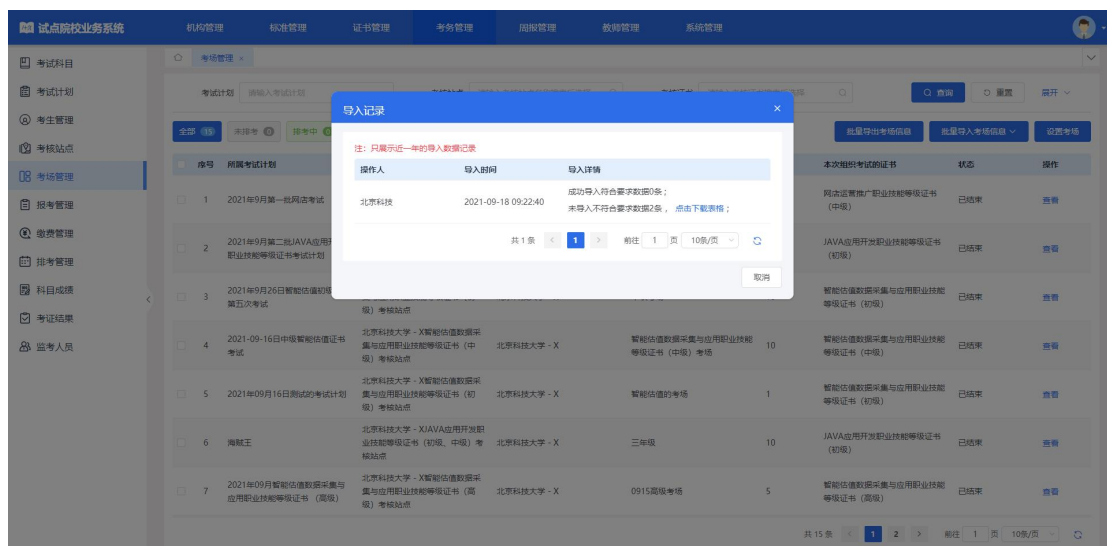 试点院校业务系统 机构管理 标准管理 证书管理 考务管理 周报管理 教师管理 系统管理
考试科目
考试计划
考生管理
考核站点
考场管理
报考管理
缴费管理
排考管理
科目成绩
考证结果
监考人员
考场管理 ×
考试计划 请输入考试计划 查询 重置 展开
全部 15 未排考 0 排考中 批量导出考场信息 批量导入考场信息 设置考场
序号 所属考试计划 本次组织考试的证书 状态 操作
导入记录 ×
注：只展示近一年的导入数据记录
操作人 导入时间 导入详情
北京科技 2021-09-18 09:22:40 成功导入符合要求数据0条；
未导入不符合要求数据2条， 点击下载表格；
共 1 条 < 1 > 前往 1 页 10条/页
取消
1 2021年9月第一批网店考试 网店运营推广职业技能等级证书
（中级） 已结束 查看
2 2021年9月第二批JAVA应用开
职业技能等级证书考试计划 JAVA应用开发职业技能等级证书
（初级） 已结束 查看
3 2021年9月26日智能估值初级
第五次考试 级）考核站点 智能估值数据采集与应用职业技能
等级证书（初级） 已结束 查看
4 2021-09-16日中级智能估值证书
考试 北京科技大学 - X智能估值数据采
集与应用职业技能等级证书（中
级）考核站点 北京科技大学 - X 智能估值数据采集与应用职业技能
等级证书（中级）考场 10 智能估值数据采集与应用职业技能
等级证书（中级） 已结束 查看
5 2021年09月16日测试的考试计划 北京科技大学 - X智能估值数据采
集与应用职业技能等级证书（初
级）考核站点 北京科技大学 - X 智能估值的考场 1 智能估值数据采集与应用职业技能
等级证书（初级） 已结束 查看
6 海贼王 北京科技大学 - XJAVA应用开发职
业技能等级证书（初级、中级）考
核站点 北京科技大学 - X 三年级 10 JAVA应用开发职业技能等级证书
（初级） 已结束 查看
7 2021年09月智能估值数据采集与
应用职业技能等级证书 （高级） 北京科技大学 - X智能估值数据采
集与应用职业技能等级证书（高
级）考核站点 北京科技大学 - X 0915高级考场 5 智能估值数据采集与应用职业技能
等级证书（高级） 已结束 查看
共 15 条 < 1 2 > 前往 1 页 10条/页